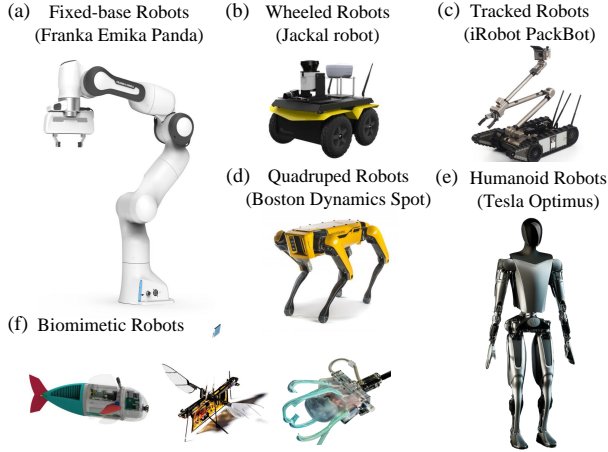 (a) Fixed-base Robots
(Franka Emika Panda)
(b) Wheeled Robots
(Jackal robot)
(c) Tracked Robots
(iRobot PackBot)
(d) Quadruped Robots
(Boston Dynamics Spot)
(e) Humanoid Robots
(Tesla Optimus)
(f) Biomimetic Robots